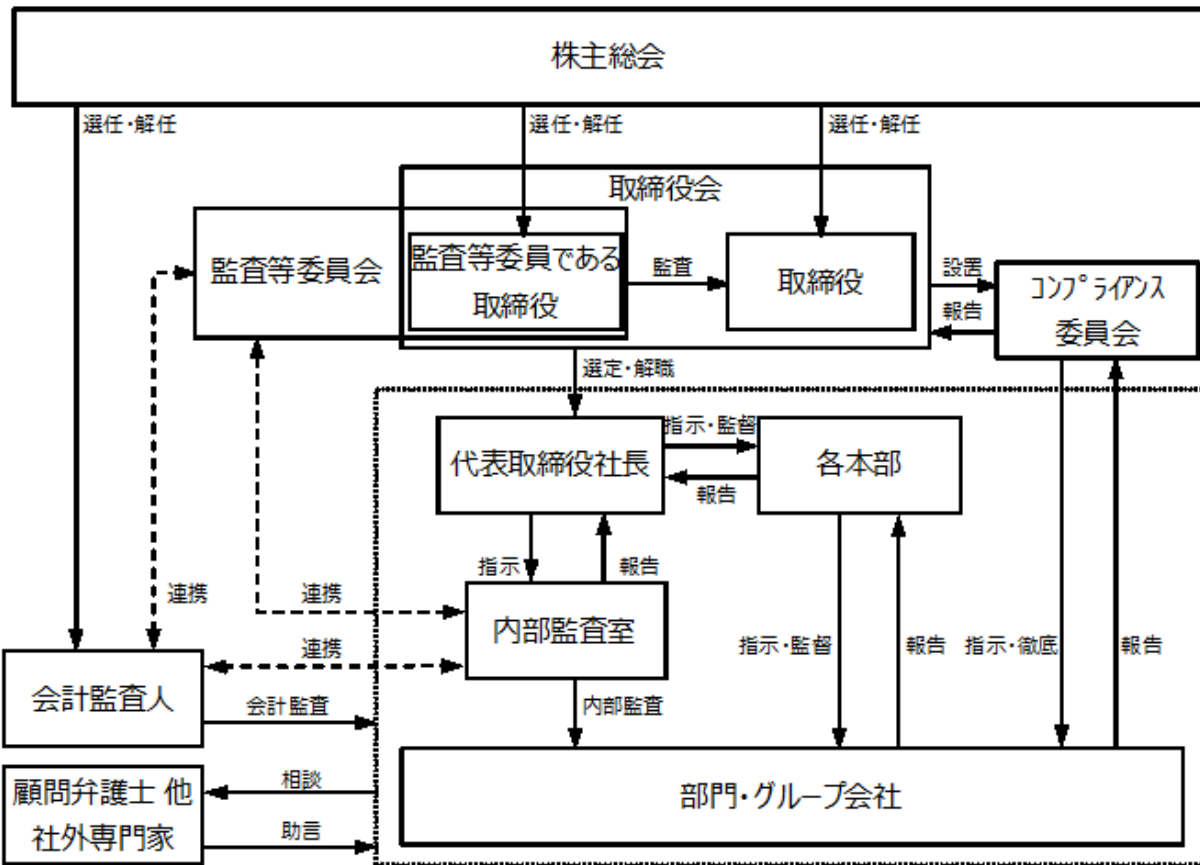 株主総会
選任・解任
選任・解任
選任・解任
取締役会
監査等委員会
監査等委員である
取締役
監査
取締役
設置
報告
コンプライアンス
委員会
選定・解職
代表取締役社長
指示・監督
報告
各本部
指示
報告
連携
連携
連携
内部監査室
指示・監督
報告
指示・徹底
報告
会計監査人
会計監査
内部監査
顧問弁護士 他
社外専門家
相談
助言
部門・グループ会社